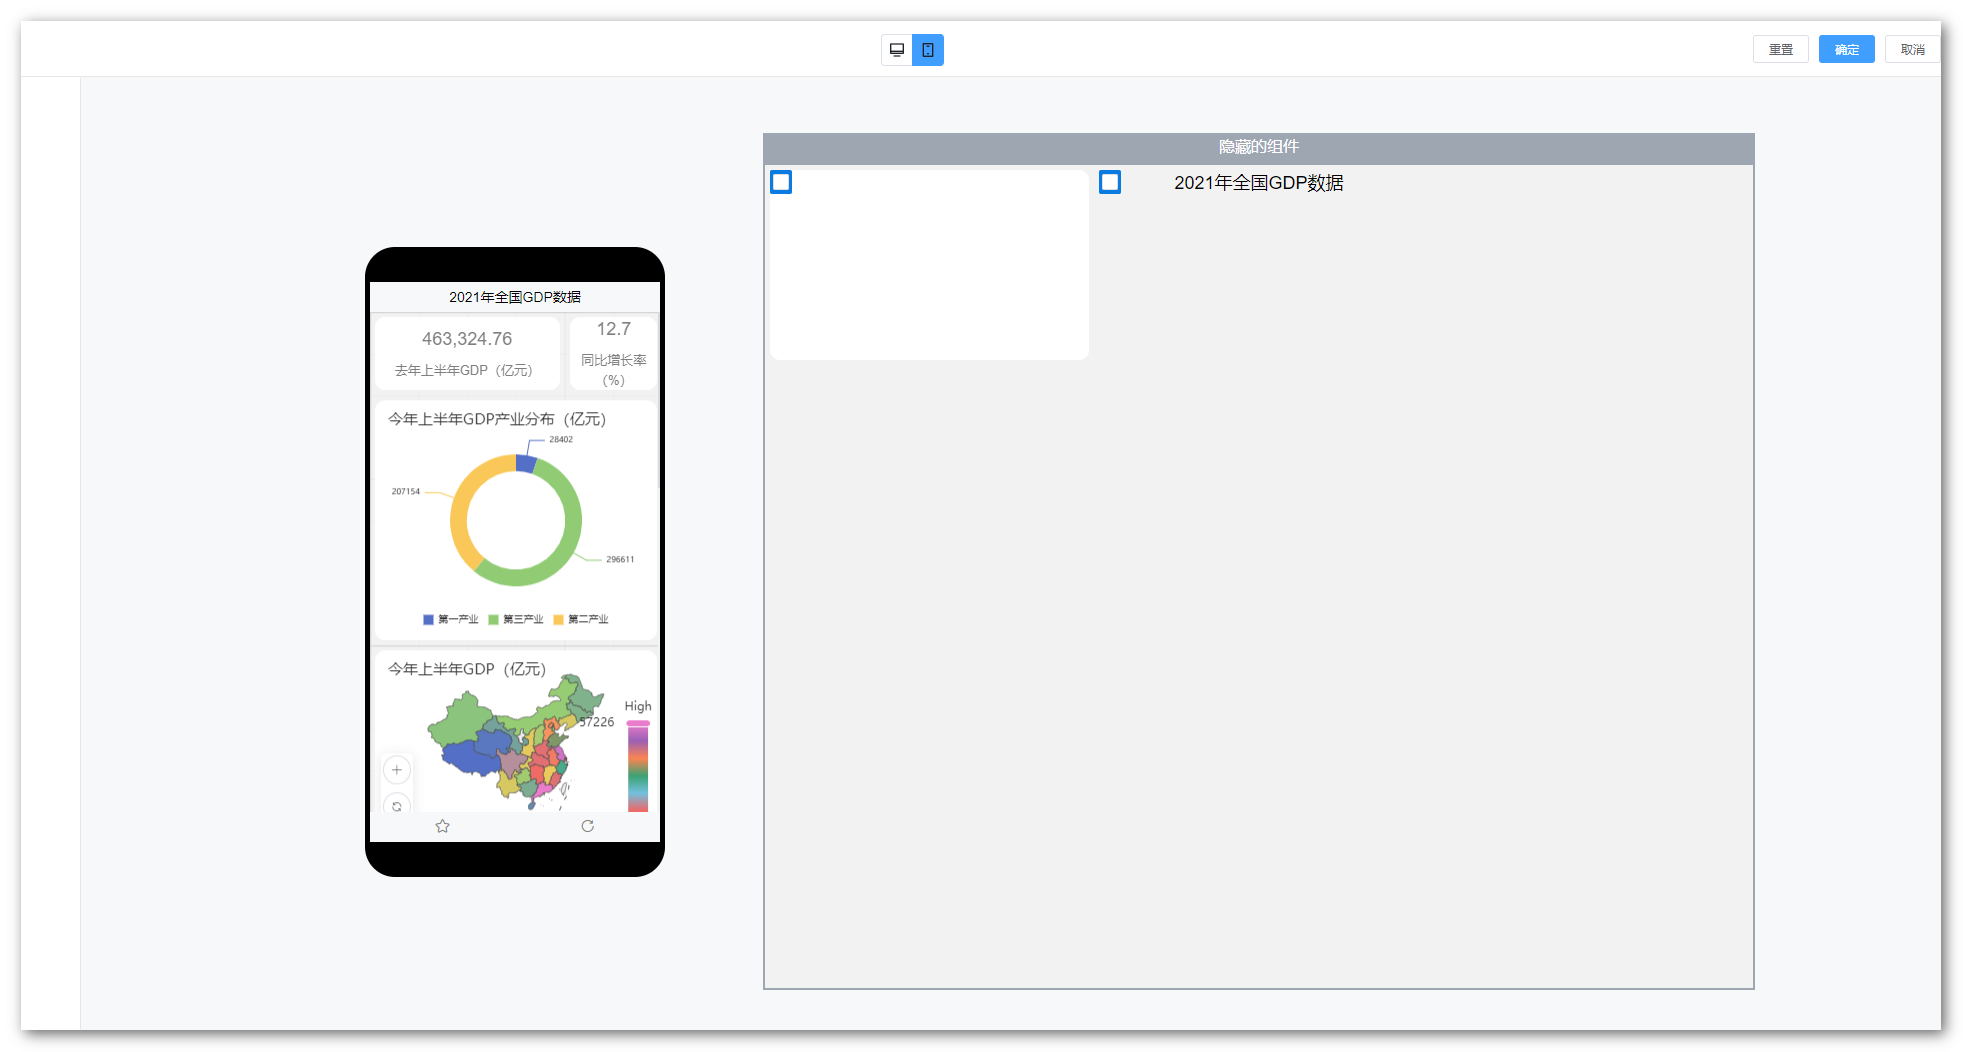 重置
确定
取消
隐藏的组件
2021年全国GDP数据
2021年全国GDP数据
463,324.76
去年上半年GDP（亿元）
12.7
同比增长率
（%）
今年上半年GDP产业分布（亿元）
28402
207154
296611
第一产业
第三产业
第二产业
今年上半年GDP（亿元）
High
57226